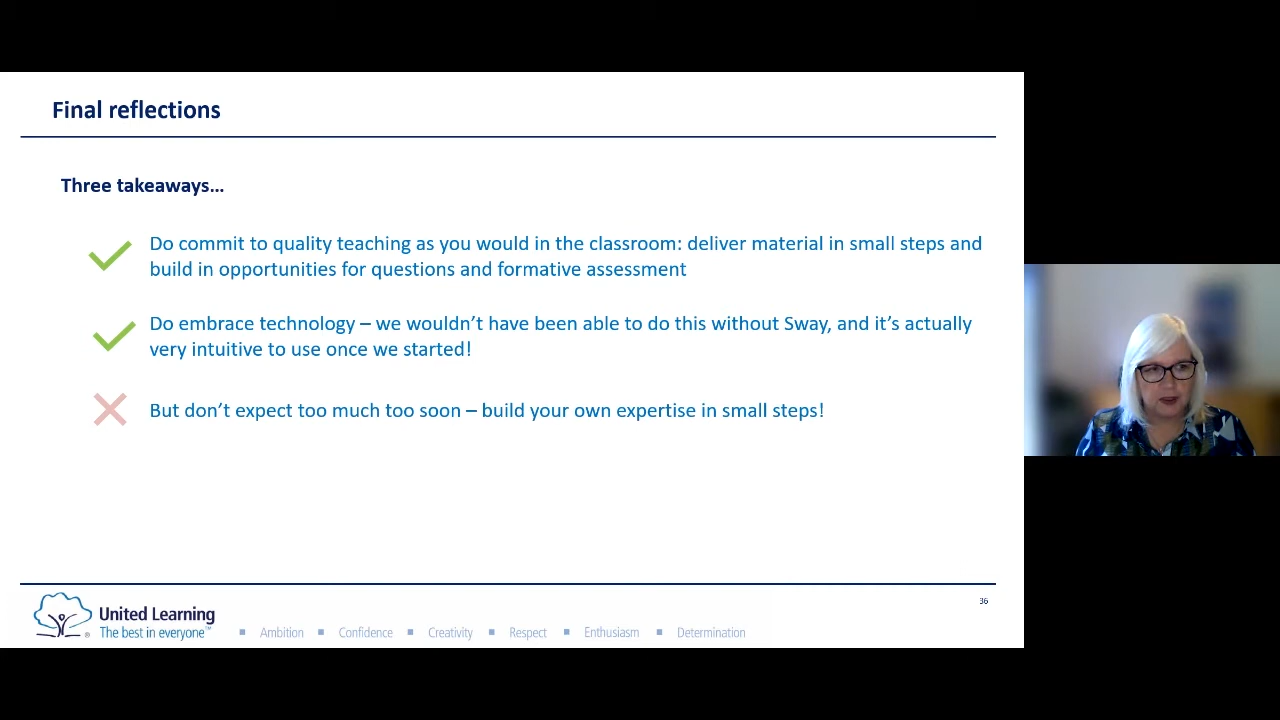 Final reflections
Three takeaways...
Do commit to quality teaching as you would in the classroom: deliver material in small steps and
build in opportunities for questions and formative assessment
Do embrace technology – we wouldn't have been able to do this without Sway, and it's actually
very intuitive to use once we started!
But don't expect too much too soon – build your own expertise in small steps!
36
United Learning
The best in everyone™
®
▪ Ambition ▪ Confidence ▪ Creativity ▪ Respect ▪ Enthusiasm ▪ Determination